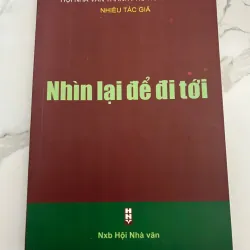 NHIỀU TÁC GIẢ
Nhìn lại để đi tới
Nxb Hội Nhà văn